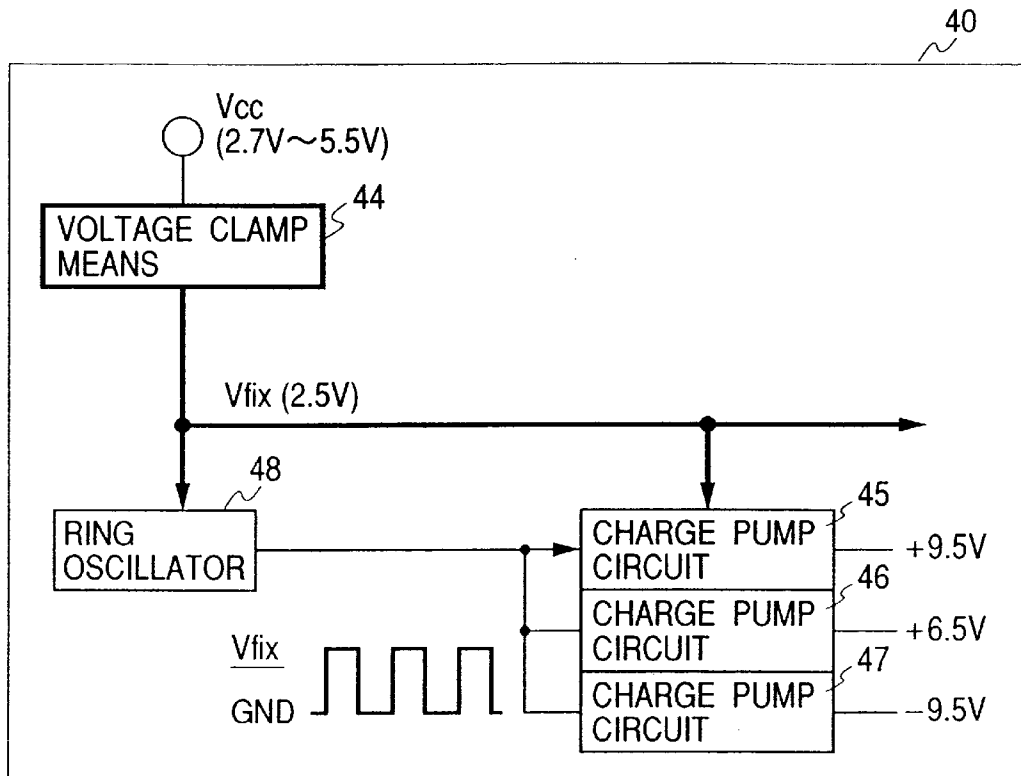 40
Vcc
(2.7V～5.5V)
44
VOLTAGE CLAMP
MEANS
Vfix (2.5V)
48
RING
OSCILLATOR
45
CHARGE PUMP
CIRCUIT
+9.5V
46
CHARGE PUMP
CIRCUIT
+6.5V
47
CHARGE PUMP
CIRCUIT
−9.5V
Vfix
GND